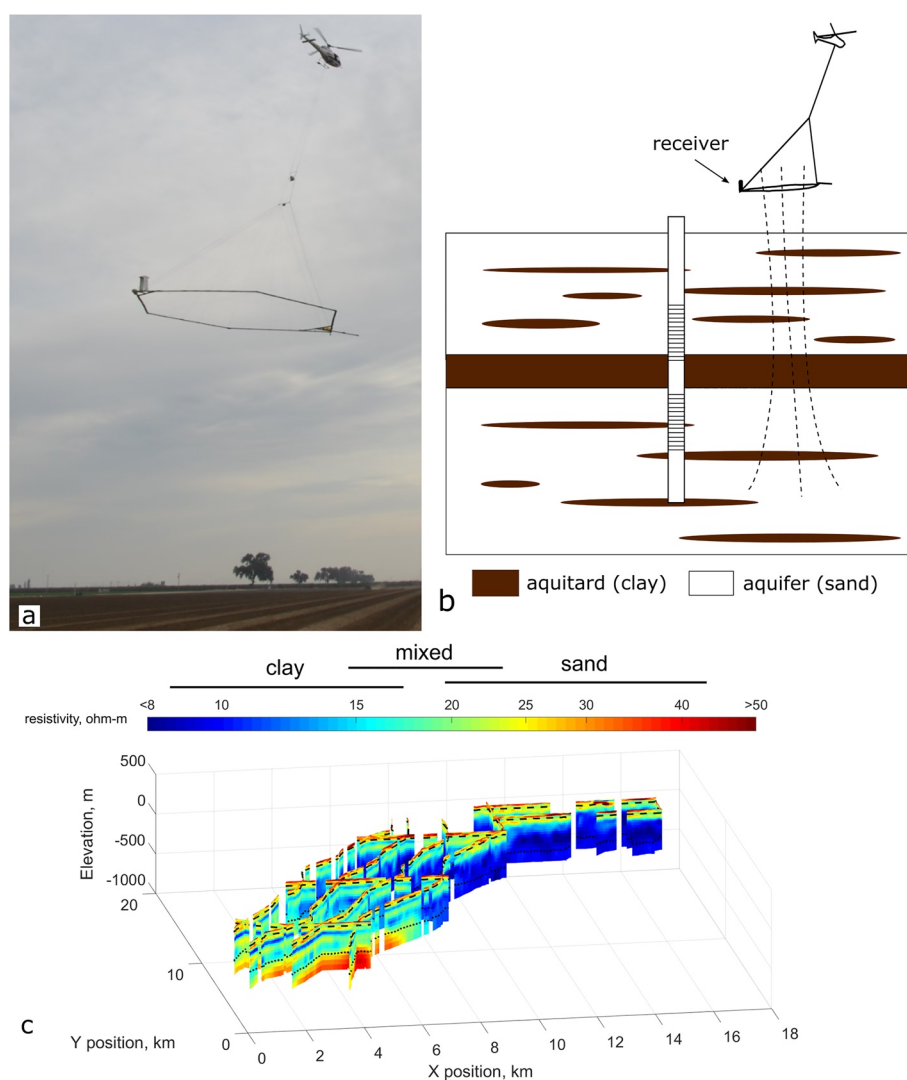 a
receiver
b
aquitard (clay)
aquifer (sand)
clay
mixed
sand
resistivity, ohm-m
<8 10 15 20 25 30 40 >50
Elevation, m
500
0
-500
-1000
20
10
0
Y position, km
0 2 4 6 8 10 12 14 16 18
X position, km
c